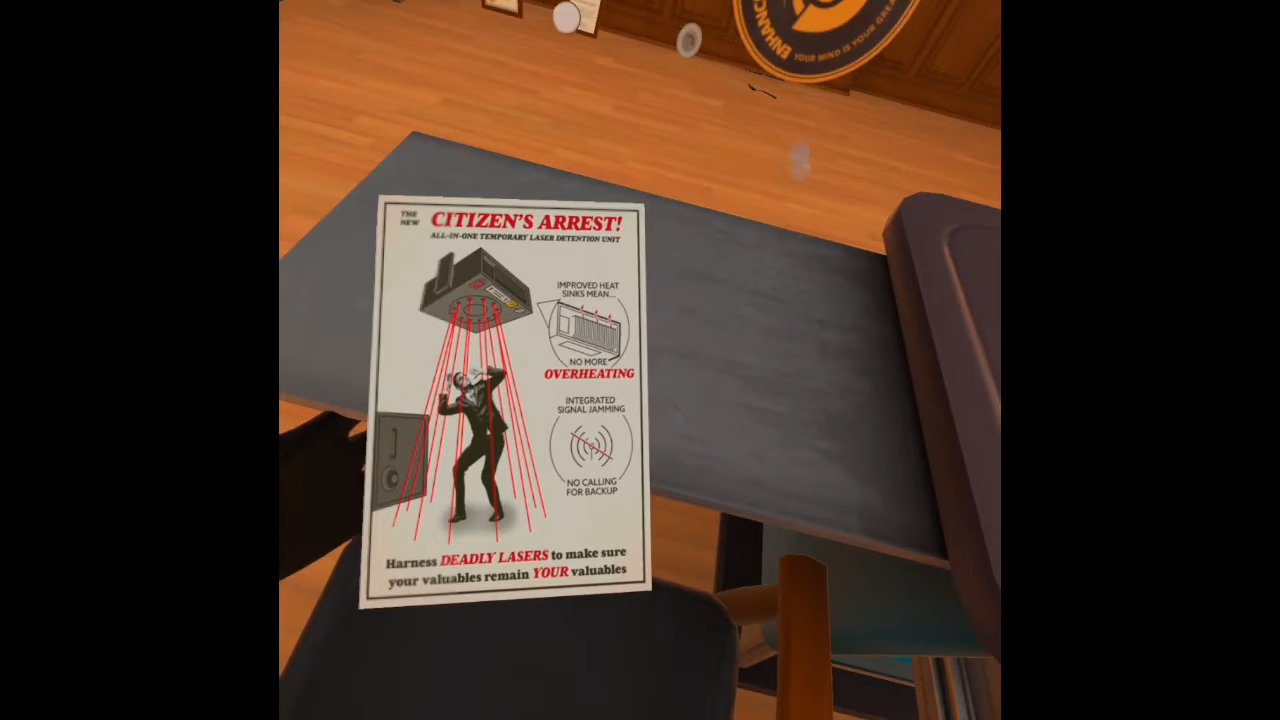 ENHANCI
YOUR MIND IS YOUR GREA
THE
NEW
CITIZEN'S ARREST!
ALL-IN-ONE TEMPORARY LASER DETENTION UNIT
IMPROVED HEAT
SINKS MEAN...
NO MORE
OVERHEATING
INTEGRATED
SIGNAL JAMMING
NO CALLING
FOR BACKUP
Harness DEADLY LASERS to make sure
your valuables remain YOUR valuables